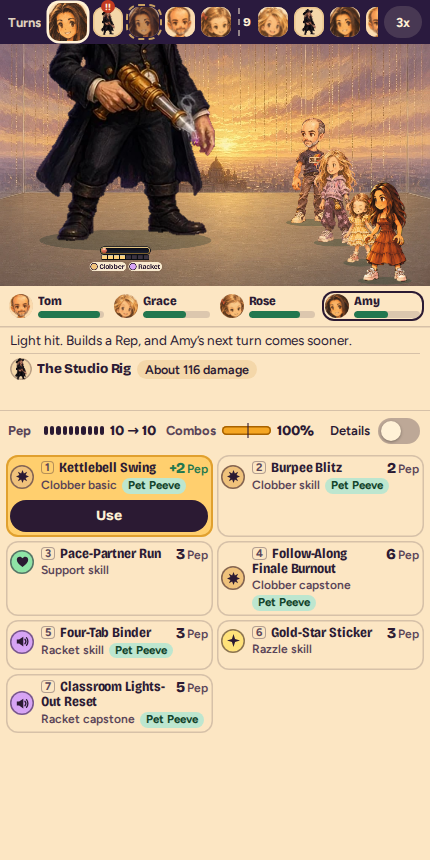 Turns
!!
9
3x
Clobber Racket
Tom
Grace
Rose
Amy
Light hit. Builds a Rep, and Amy's next turn comes sooner.
The Studio Rig About 116 damage
Pep 10 → 10 Combos 100% Details
1 Kettlebell Swing +2 Pep
Clobber basic Pet Peeve
Use
2 Burpee Blitz 2 Pep
Clobber skill Pet Peeve
3 Pace-Partner Run 3 Pep
Support skill
4 Follow-Along 6 Pep
Finale Burnout
Clobber capstone
Pet Peeve
5 Four-Tab Binder 3 Pep
Racket skill Pet Peeve
6 Gold-Star Sticker 3 Pep
Razzle skill
7 Classroom Lights- 5 Pep
Out Reset
Racket capstone Pet Peeve